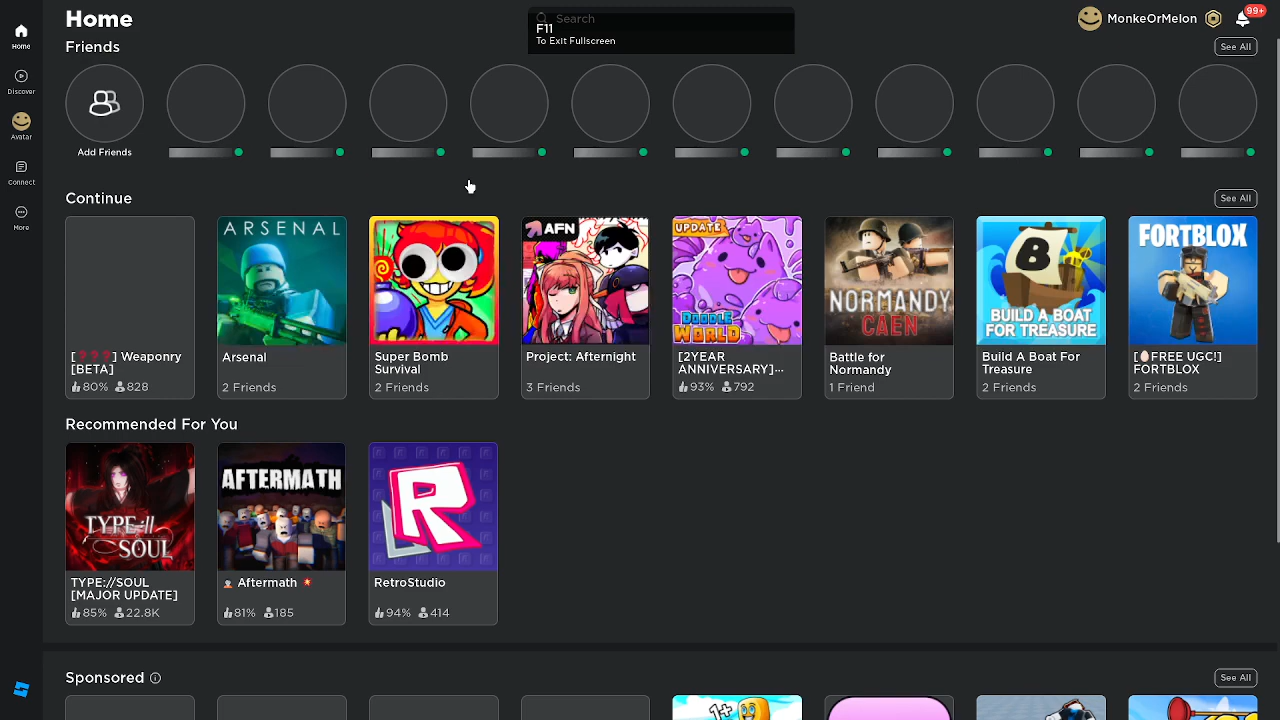 Home
Search
F11
To Exit Fullscreen
MonkeOrMelon
99+
Friends
See All
Home
Discover
Avatar
Connect
More
Add Friends
Continue
See All
ARSENAL
AFN
UPDATE
DOODLE
WORLD
NORMANDY
CAEN
B
BUILD A BOAT
FOR TREASURE
FORTBLOX
[❓❓❓] Weaponry
[BETA]
80% 828
Arsenal
2 Friends
Super Bomb
Survival
2 Friends
Project: Afternight
3 Friends
[2YEAR
ANNIVERSARY]...
93% 792
Battle for
Normandy
1 Friend
Build A Boat For
Treasure
2 Friends
[🥚FREE UGC!]
FORTBLOX
2 Friends
Recommended For You
TYPE://
SOUL
AFTERMATH
R
TYPE://SOUL
[MAJOR UPDATE]
85% 22.8K
Aftermath
81% 185
RetroStudio
94% 414
Sponsored
See All
1+